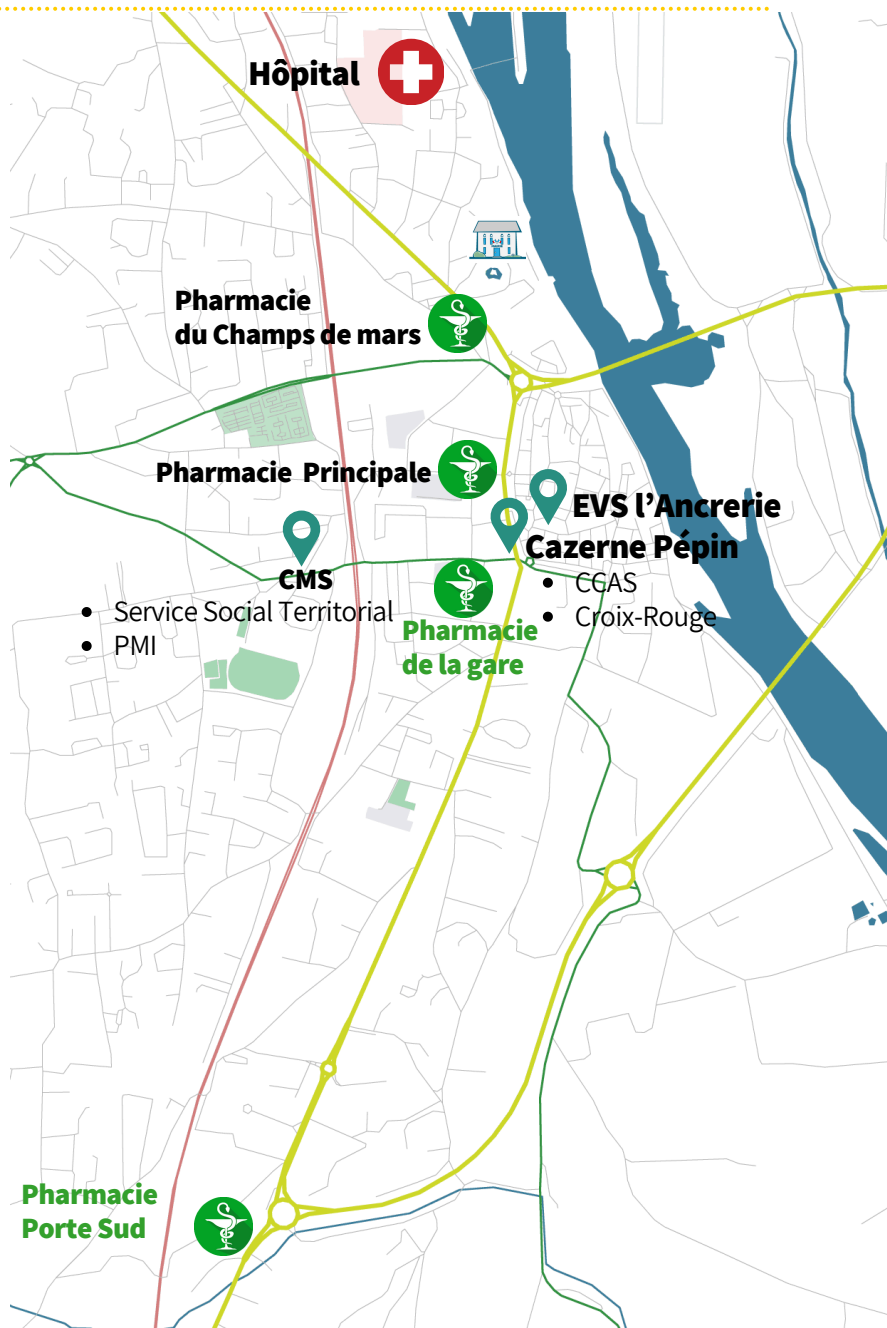 Hôpital
Pharmacie
du Champs de mars
Pharmacie Principale
EVS l’Ancrerie
Cazerne Pépin
• CCAS
• Croix-Rouge
CMS
• Service Social Territorial
• PMI
Pharmacie
de la gare
Pharmacie
Porte Sud